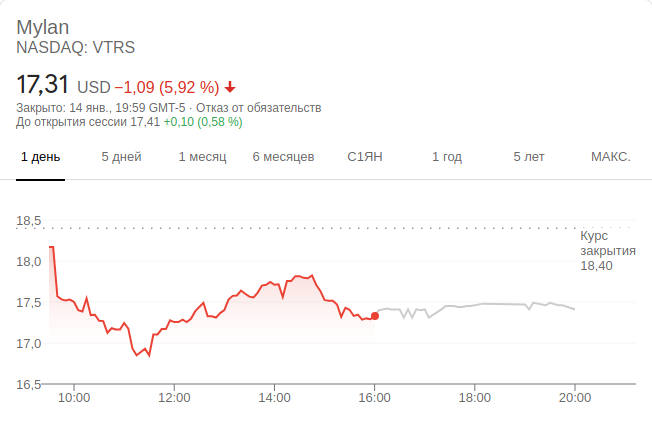 Mylan
NASDAQ: VTRS
17,31 USD −1,09 (5,92 %)
Закрыто: 14 янв., 19:59 GMT-5 · Отказ от обязательств
До открытия сессии 17,41 +0,10 (0,58 %)
1 день 5 дней 1 месяц 6 месяцев С1ЯН 1 год 5 лет МАКС.
18,5
Курс
закрытия
18,40
18,0
17,5
17,0
16,5
10:00 12:00 14:00 16:00 18:00 20:00